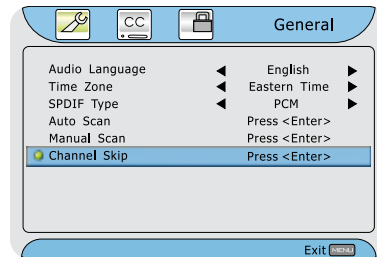 CC General
Audio Language English
Time Zone Eastern Time
SPDIF Type PCM
Auto Scan Press <Enter>
Manual Scan Press <Enter>
Channel Skip Press <Enter>
Exit MENU